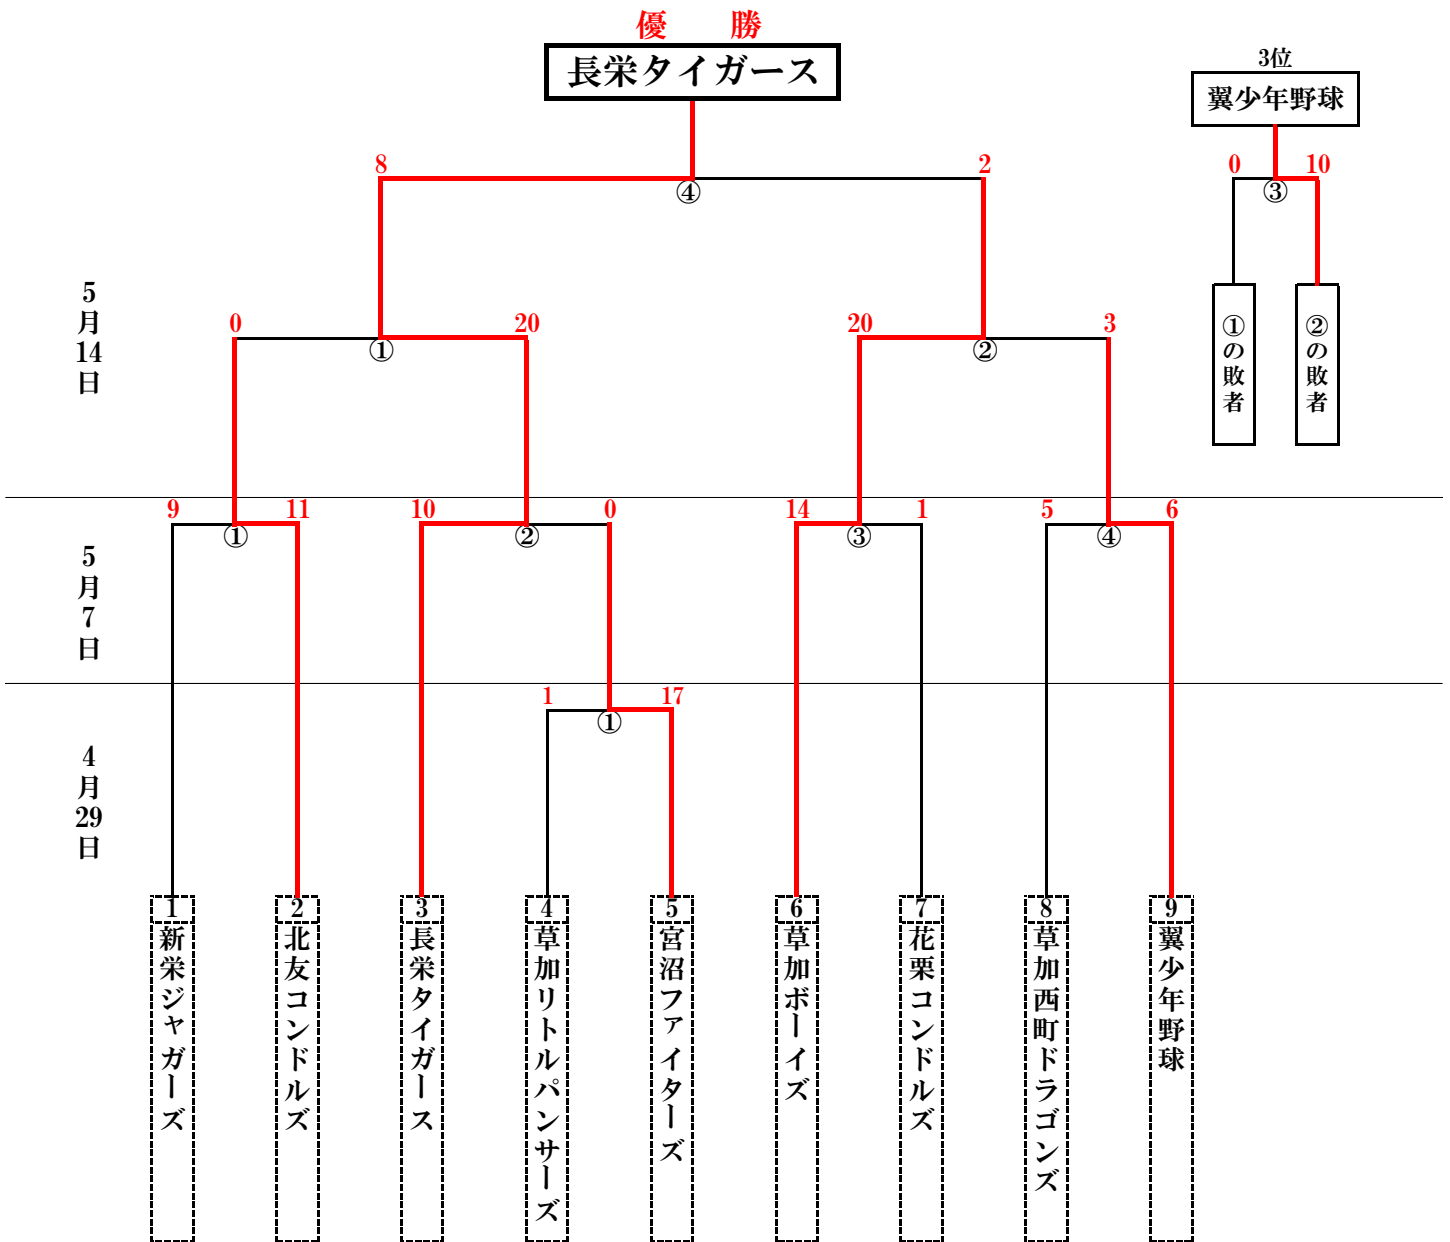 優　勝
長栄タイガース
3位
翼少年野球
8
2
④
0
10
③
5月14日
0
20
①
20
3
②
①の敗者
②の敗者
9
11
①
10
0
②
14
1
③
5
6
④
5月7日
1
17
①
4月29日
1
新栄ジャガーズ
2
北友コンドルズ
3
長栄タイガース
4
草加リトルパンサーズ
5
宮沼ファイターズ
6
草加ボーイズ
7
花栗コンドルズ
8
草加西町ドラゴンズ
9
翼少年野球